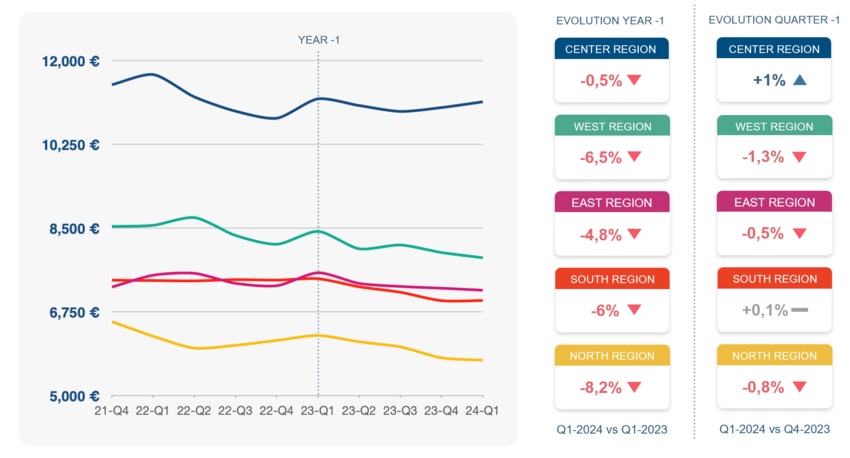 YEAR -1
12,000 €
10,250 €
8,500 €
6,750 €
5,000 €
21-Q4 22-Q1 22-Q2 22-Q3 22-Q4 23-Q1 23-Q2 23-Q3 23-Q4 24-Q1
EVOLUTION YEAR -1
CENTER REGION
-0,5%
WEST REGION
-6,5%
EAST REGION
-4,8%
SOUTH REGION
-6%
NORTH REGION
-8,2%
Q1-2024 vs Q1-2023
EVOLUTION QUARTER -1
CENTER REGION
+1%
WEST REGION
-1,3%
EAST REGION
-0,5%
SOUTH REGION
+0,1%
NORTH REGION
-0,8%
Q1-2024 vs Q4-2023